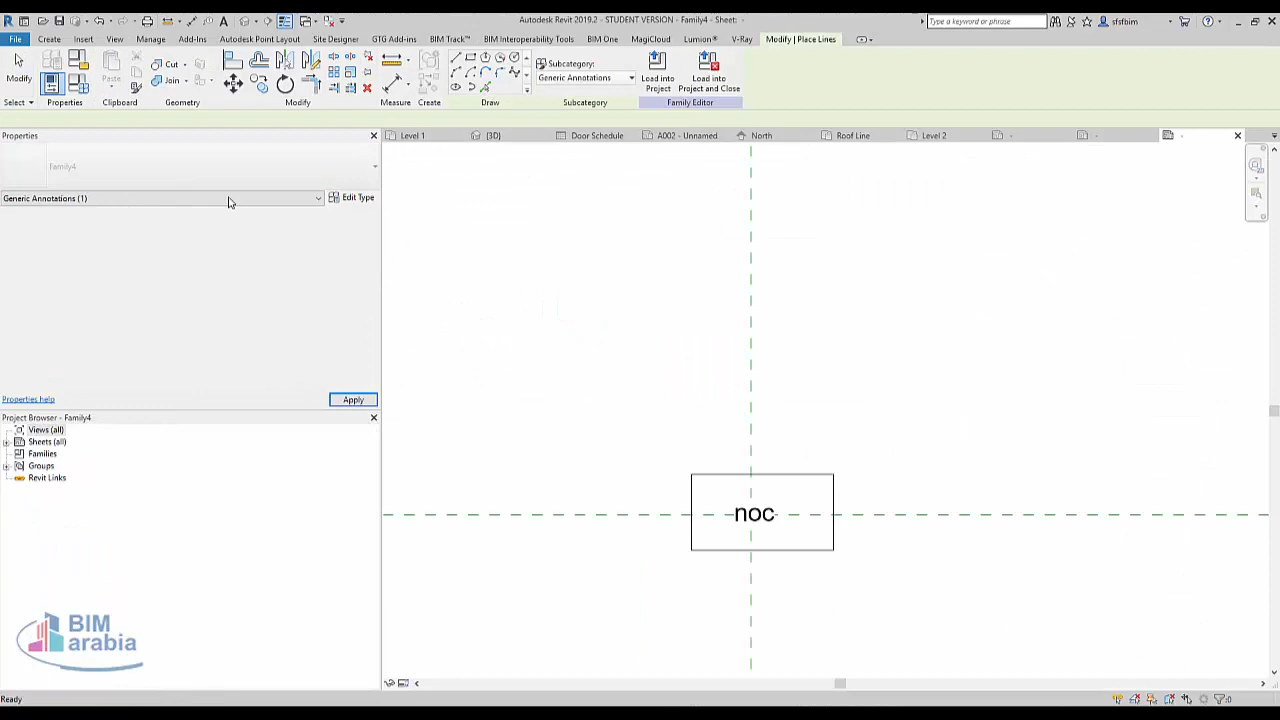 Autodesk Revit 2019.2 - STUDENT VERSION - Family4 - Sheet: -
Type a keyword or phrase
sfsfbim
File Create Insert View Manage Add-Ins Autodesk Point Layout Site Designer GTG Add-ins BIM Track™ BIM Interoperability Tools BIM One MagiCloud Lumion® V-Ray Modify | Place Lines
Modify
Paste
Cut
Join
Subcategory:
Generic Annotations
Load into
Project
Load into
Project and Close
Select Properties Clipboard Geometry Modify Measure Create Draw Subcategory Family Editor
Properties
Level 1 {3D} Door Schedule A002 - Unnamed North Roof Line Level 2 - - -
Family4
Generic Annotations (1)
Edit Type
Properties help
Apply
Project Browser - Family4
Views (all)
Sheets (all)
Families
Groups
Revit Links
noc
BIM
arabia
Ready
:0